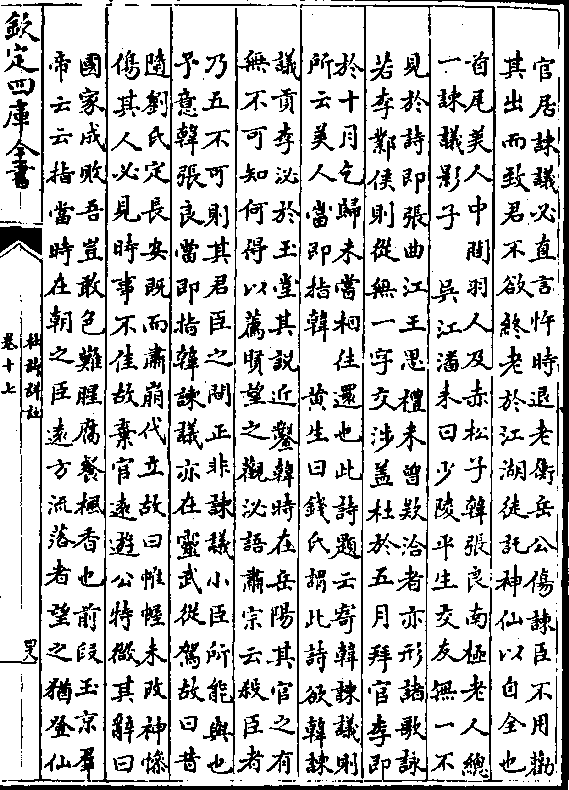 官居諫議必直言忤時退老衡岳公傷諫臣不用勸
其出而致君不欲終老於江湖徒託神仙以自全也
首尾美人中間羽人及赤松子韓張良南極老人總
一諫議影子　吳江潘耒曰少陵平生交友無一不
見於詩即張曲江王思禮未曾欵洽者亦形諸歌詠
若李鄴侯則從無一字交涉盖杜於五月拜官李即
於十月乞歸未嘗相往還也此詩題云寄韓諫議則
所云美人當即指韓　黄生曰錢氏謂此詩欲韓諫
議貢李泌於玉堂其說近鑿韓時在岳陽其官之有
無不可知何得以薦賢望之觀泌語肅宗云殺臣者
乃五不可則其君臣之間正非諫議小臣所能與也
予意韓張良當即指韓諫議亦在靈武從駕故曰昔
隨劉氏定長安既而肅崩代立故曰帷幄未改神慘
傷其人必見時事不佳故棄官遠遊公特微其辭曰
國家成敗吾豈敢色難腥腐餐楓香也前段玉京羣
帝云云指當時在朝之臣遠方流落者望之猶登仙
欽定四庫全書
杜詩詳註
卷十七
罘